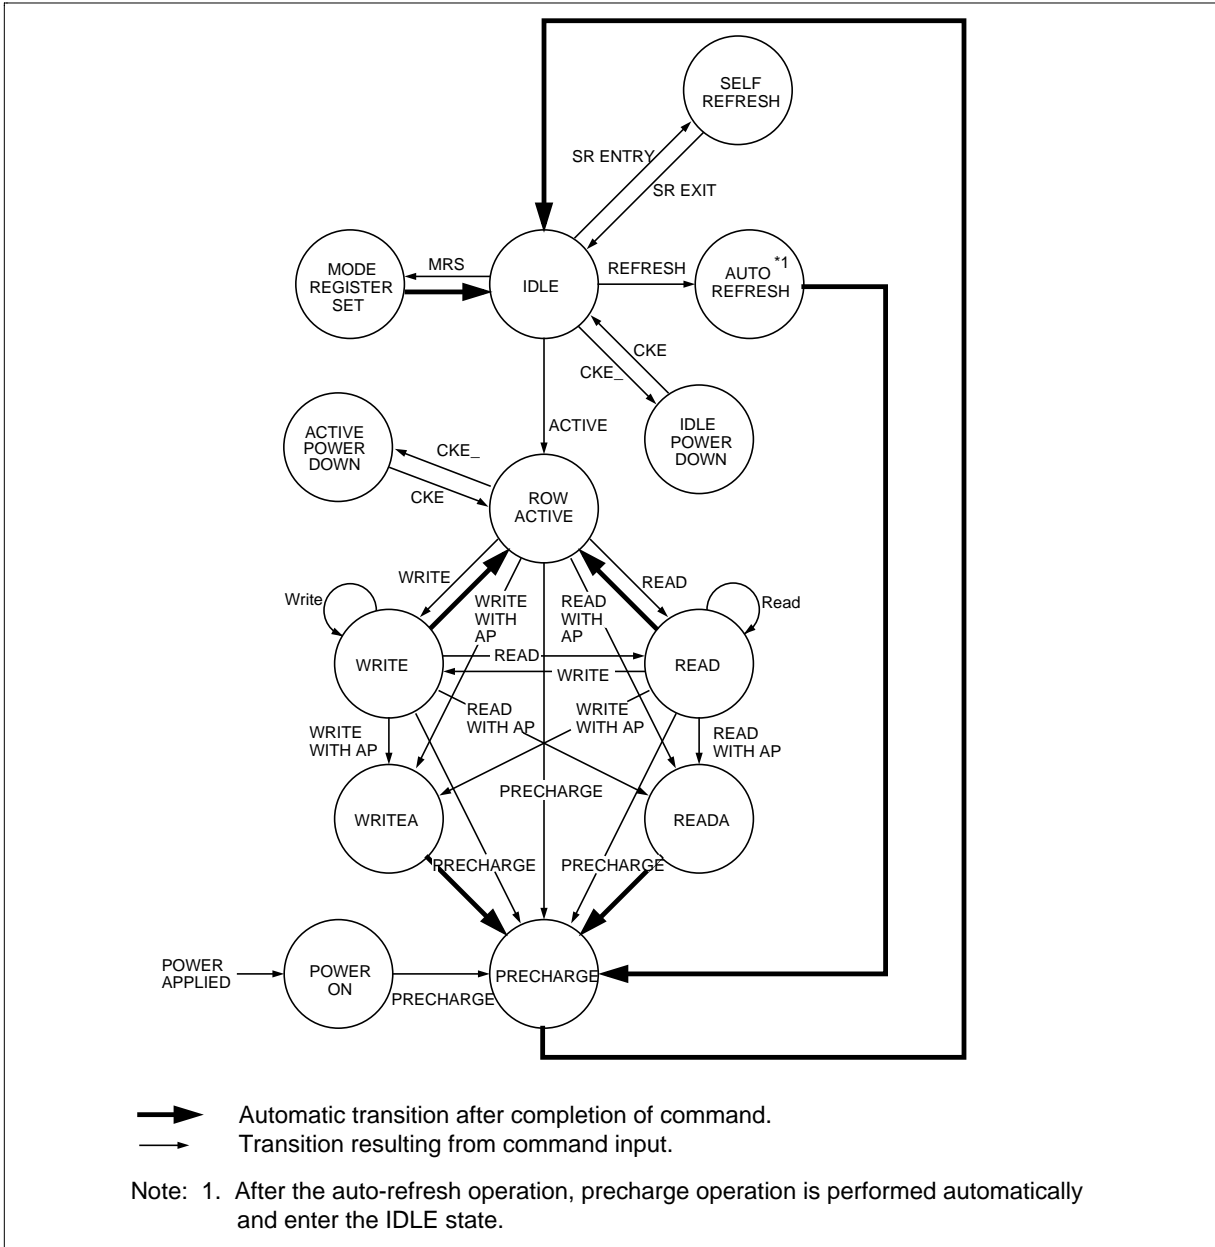 SELF
REFRESH
SR ENTRY
SR EXIT
MODE
REGISTER
SET
MRS
IDLE
REFRESH
AUTO *1
REFRESH
CKE
CKE_
ACTIVE
IDLE
POWER
DOWN
ACTIVE
POWER
DOWN
CKE_
CKE
ROW
ACTIVE
WRITE
READ
Write
WRITE
WITH
AP
READ
WITH
AP
Read
WRITE
READ
WRITE
READ
READ
WITH AP
WRITE
WITH AP
WRITE
WITH AP
READ
WITH AP
PRECHARGE
WRITEA
READA
PRECHARGE
PRECHARGE
POWER
APPLIED
POWER
ON
PRECHARGE
PRECHARGE
Automatic transition after completion of command.
Transition resulting from command input.
Note: 1. After the auto-refresh operation, precharge operation is performed automatically
and enter the IDLE state.